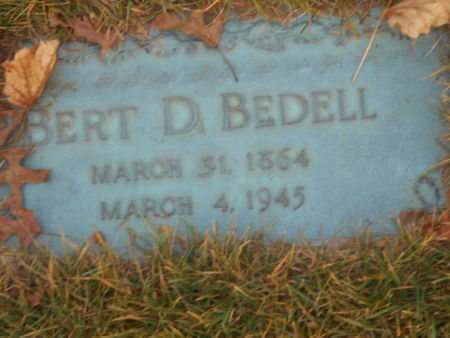 Bert D. Bedell
March 31, 1864
March 4, 1945